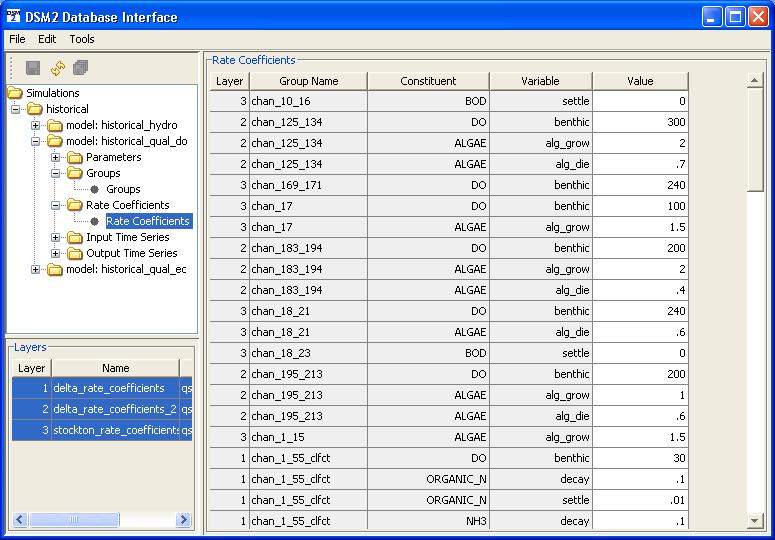 DSM2 Database Interface
File Edit Tools
Simulations
historical
model: historical_hydro
model: historical_qual_do
Parameters
Groups
Groups
Rate Coefficients
Rate Coefficients
Input Time Series
Output Time Series
model: historical_qual_ec
Layers
Layer Name
1 delta_rate_coefficients qs
2 delta_rate_coefficients_2 qs
3 stockton_rate_coefficients qs
Rate Coefficients
Layer Group Name Constituent Variable Value
3 chan_10_16 BOD settle 0
2 chan_125_134 DO benthic 300
2 chan_125_134 ALGAE alg_grow 2
2 chan_125_134 ALGAE alg_die .7
3 chan_169_171 DO benthic 240
3 chan_17 DO benthic 100
3 chan_17 ALGAE alg_grow 1.5
2 chan_183_194 DO benthic 200
2 chan_183_194 ALGAE alg_grow 2
2 chan_183_194 ALGAE alg_die .4
3 chan_18_21 DO benthic 240
3 chan_18_21 ALGAE alg_die .6
3 chan_18_23 BOD settle 0
2 chan_195_213 DO benthic 200
2 chan_195_213 ALGAE alg_grow 1
2 chan_195_213 ALGAE alg_die .6
3 chan_1_15 ALGAE alg_grow 1.5
1 chan_1_55_clfct DO benthic 30
1 chan_1_55_clfct ORGANIC_N decay .1
1 chan_1_55_clfct ORGANIC_N settle .01
1 chan_1_55_clfct NH3 decay .1